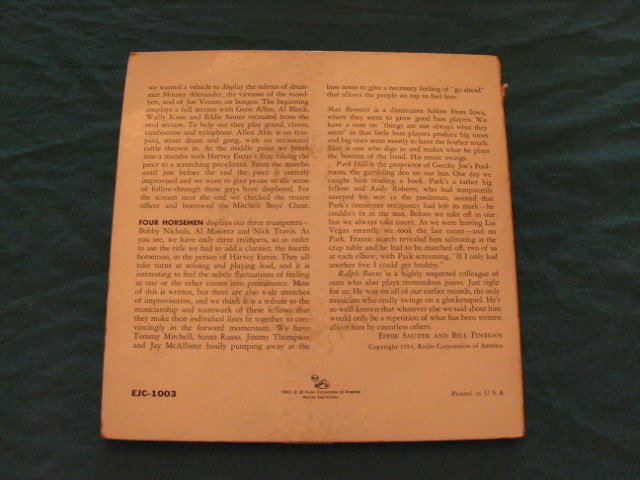 we wanted a vehicle to display the talents of drum-
mer Mousey Alexander, the virtuoso of the tuned
box, and of Joe Venuto on bongos. The beginning
employs a full section with Gene Allen, Al Block,
Wally Kane and Eddie Sauter recruited from the
reed section. To help out they play gourd, claves,
tambourine and xylophone. Allen Able is on tym-
pani, street drum and gong, with an occasional
rattle thrown in. At the middle point we break
into a mambo with Harvey Estrin's flute taking the
piece to a screeching pre-climax. From the mambo
until just before the end the piece is entirely
improvised and we want to give praise to the sense
of follow-through these guys have displayed. For
the scream near the end we checked the truant
officer and borrowed the Mitchell Boys' Choir.
FOUR HORSEMEN displays our three trumpeters—
Bobby Nichols, Al Maiorca and Nick Travis. As
you see, we have only three trumpets, so in order
to use the title we had to add a clarinet, the fourth
horseman, in the person of Harvey Estrin. They all
take turns at soloing and playing lead, and it is
interesting to feel the subtle fluctuations of feeling
as one or the other comes into prominence. Most
of this is written, but there are also wide stretches
of improvisation, and we think it is a tribute to the
musicianship and teamwork of these fellows that
they make their individual lines fit together so con-
vincingly in the forward momentum. We have
Tommy Mitchell, Santo Russo, Jimmy Thompson
and Jay McAllister busily pumping away at the
bass notes to give a necessary feeling of "go ahead"
that allows the people on top to feel free.
Mat Bennett is a diminutive fellow from Iowa,
where they seem to grow good bass players. We
have a note on "things are not always what they
seem" in that little bass players produce big tones
and big ones seem mostly to have the feather touch.
Matt is one who digs in and makes what he plays
the bottom of the band. His music swings.
Park Hill is the proprietor of Geechc Joe's Pool-
room, the gambling den on our bus. One day we
caught him reading a book. Park's a rather big
fellow and Andy Roberts, who had temporarily
usurped his seat in the poolroom, insisted that
Park's consistent occupancy had left its mark—he
couldn't fit in the seat. Before we take off in our
bus we always take count. As we were leaving Las
Vegas recently we took the last count—and no
Park. Frantic search revealed him salivating at the
crap table and he had to be marched off, two of us
at each elbow, with Park screaming, "If I only had
another five I could get healthy."
Ralph Burns is a highly respected colleague of
ours who also plays tremendous piano. Just right
for us. He was on all of our earlier records, the only
musician who really swings on a glockenspiel. He's
so well-known that whatever else we said about him
would only be a repetition of what has been written
about him by countless others.
EDDIE SAUTER AND BILL FINEGAN
Copyright 1954, Radio Corporation of America
EJC-1003
TMKS ® © Radio Corporation of America
Marcas Registradas
Printed in U.S.A.